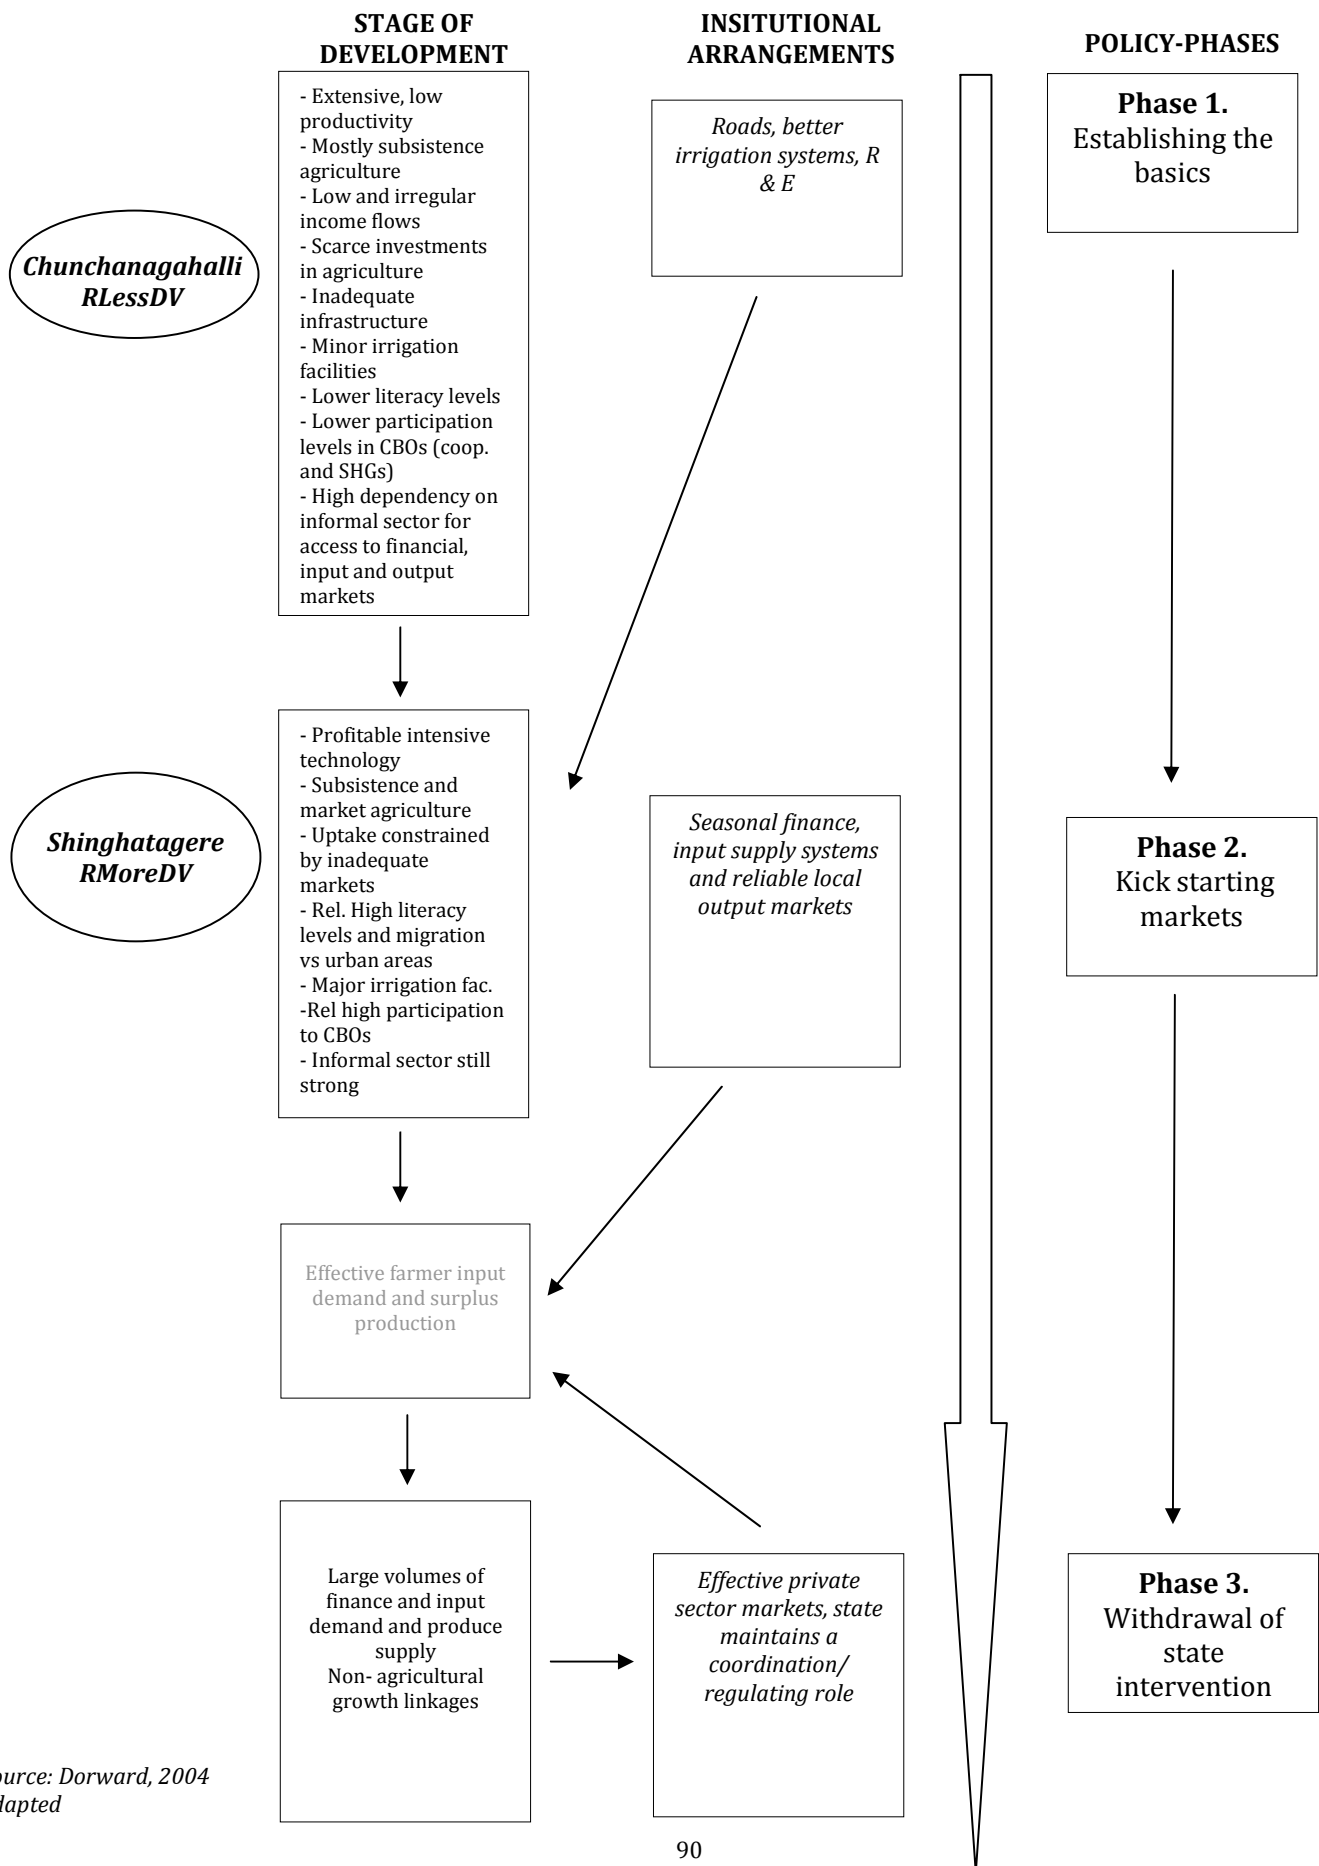 STAGE OF
DEVELOPMENT
INSITUTIONAL
ARRANGEMENTS
POLICY-PHASES
Chunchanagahalli
RLessDV
- Extensive, low
productivity
- Mostly subsistence
agriculture
- Low and irregular
income flows
- Scarce investments
in agriculture
- Inadequate
infrastructure
- Minor irrigation
facilities
- Lower literacy levels
- Lower participation
levels in CBOs (coop.
and SHGs)
- High dependency on
informal sector for
access to financial,
input and output
markets
Roads, better
irrigation systems, R
& E
Phase 1.
Establishing the
basics
Shinghatagere
RMoreDV
- Profitable intensive
technology
- Subsistence and
market agriculture
- Uptake constrained
by inadequate
markets
- Rel. High literacy
levels and migration
vs urban areas
- Major irrigation fac.
-Rel high participation
to CBOs
- Informal sector still
strong
Seasonal finance,
input supply systems
and reliable local
output markets
Phase 2.
Kick starting
markets
Effective farmer input
demand and surplus
production
Large volumes of
finance and input
demand and produce
supply
Non- agricultural
growth linkages
Effective private
sector markets, state
maintains a
coordination/
regulating role
Phase 3.
Withdrawal of
state
intervention
ource: Dorward, 2004
dapted
90